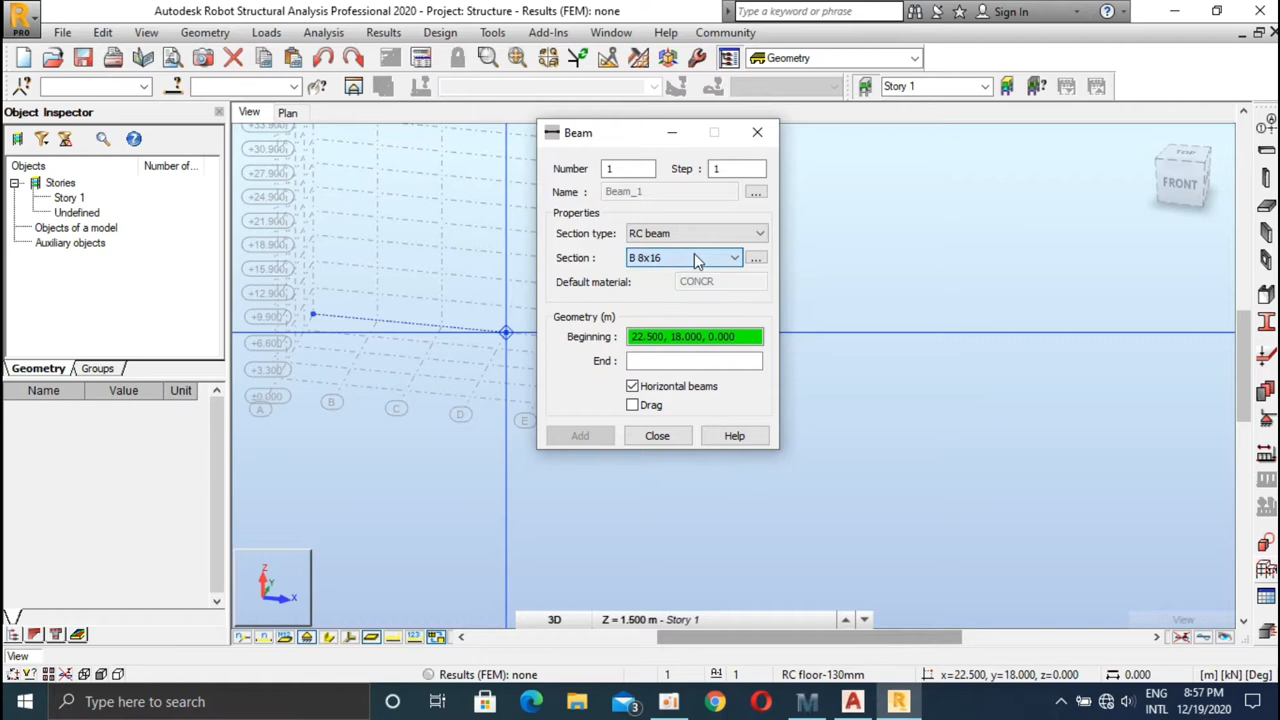 Autodesk Robot Structural Analysis Professional 2020 - Project: Structure - Results (FEM): none
Type a keyword or phrase
Sign In
PRO
File Edit View Geometry Loads Analysis Results Design Tools Add-Ins Window Help Community
Geometry
Story 1
Object Inspector
View Plan
Objects Number of...
Stories
Story 1
Undefined
Objects of a model
Auxiliary objects
Geometry Groups
Name Value Unit
+33.900
+30.900
+27.900
+24.900
+21.900
+18.900
+15.900
+12.900
+9.900
+6.600
+3.300
±0.000
A B C D E
Beam
Number 1 Step : 1
Name : Beam_1 ...
Properties
Section type: RC beam
Section : B 8x16 ...
Default material: CONCR
Geometry (m)
Beginning : 22.500, 18.000, 0.000
End :
Horizontal beams
Drag
Add Close Help
TOP
FRONT
Z
Y
X
3D Z = 1.500 m - Story 1
View
View
Results (FEM): none 1 1 RC floor-130mm x=22.500, y=18.000, z=0.000 0.000 [m] [kN] [Deg]
Type here to search
3
ENG
INTL
8:57 PM
12/19/2020